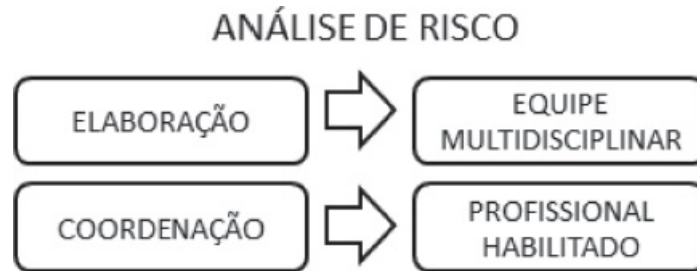 ANÁLISE DE RISCO
ELABORAÇÃO
EQUIPE
MULTIDISCIPLINAR
COORDENAÇÃO
PROFISSIONAL
HABILITADO